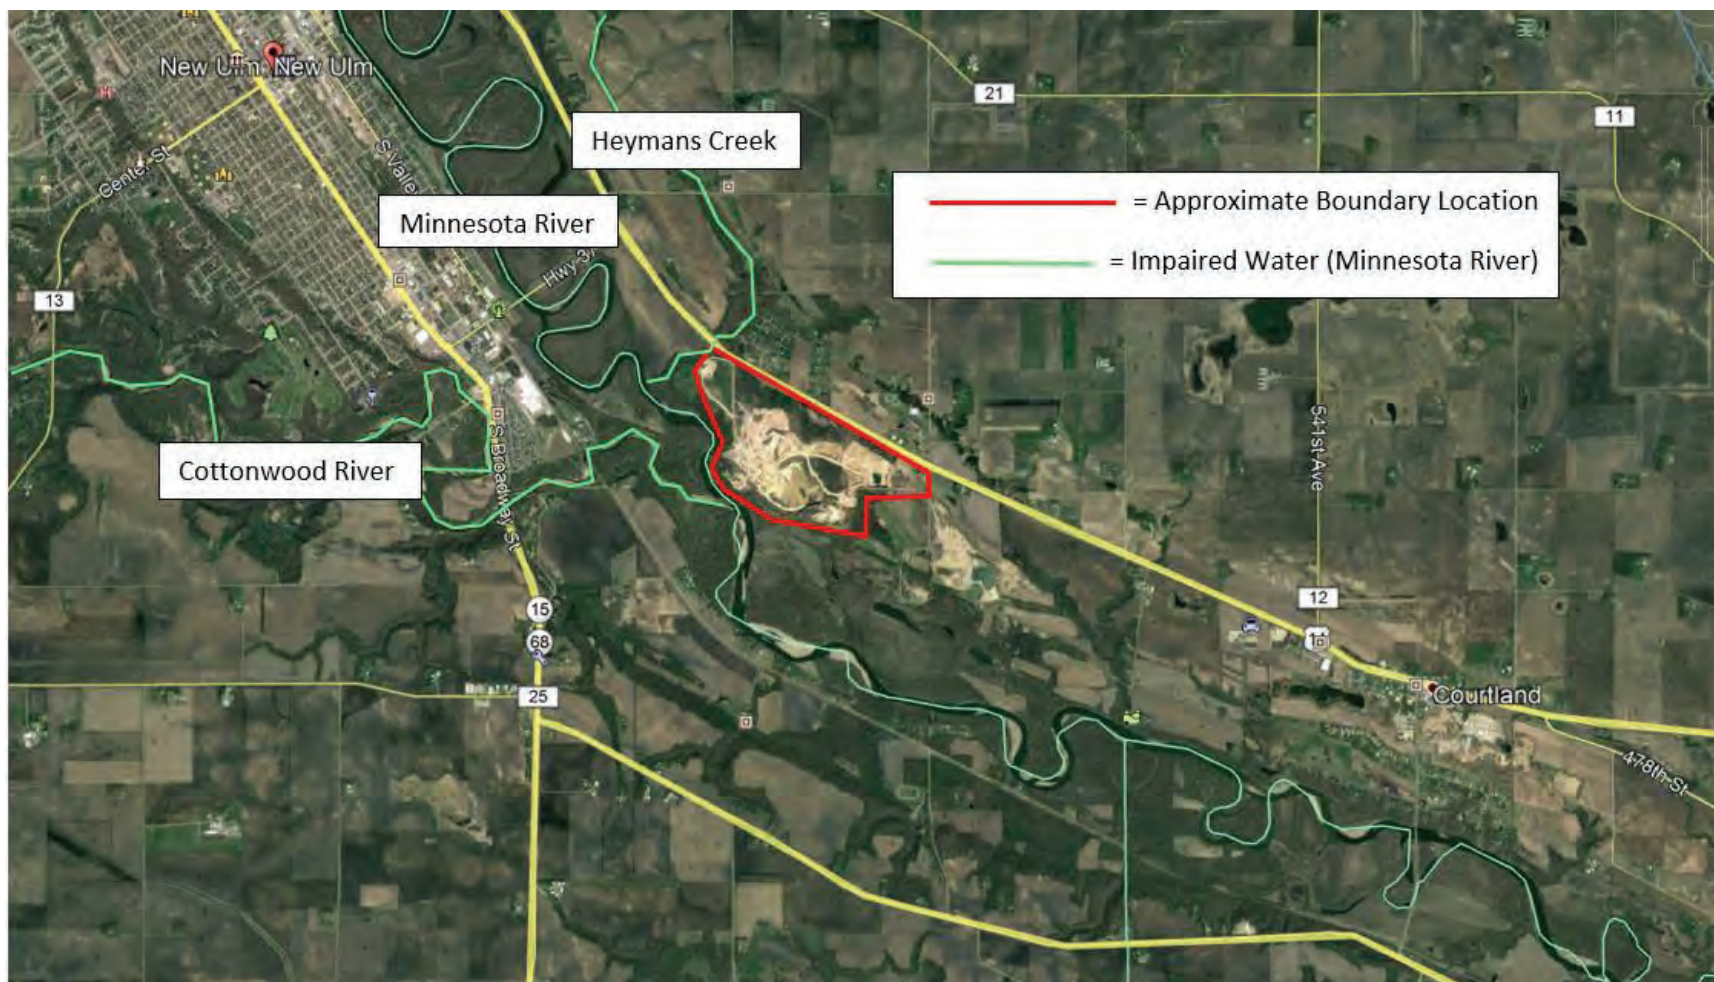 New Ulm New Ulm
21
11
Heymans Creek
Center St
S Valley
= Approximate Boundary Location
Minnesota River
Hwy 37
= Impaired Water (Minnesota River)
13
541st Ave
Cottonwood River
S Broadway St
12
15
14
68
25
Courtland
478th St